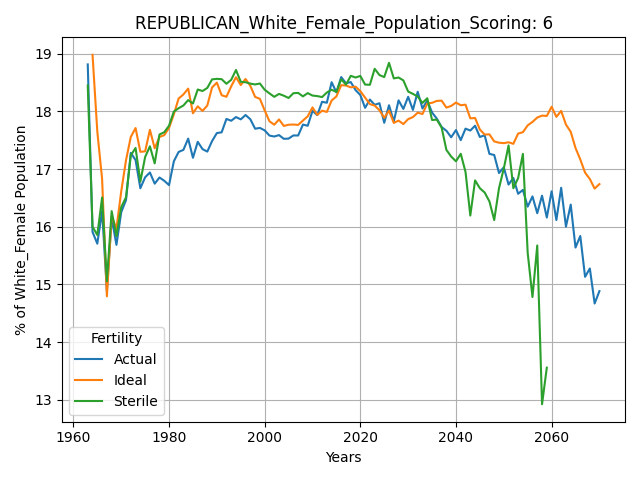 REPUBLICAN_White_Female_Population_Scoring: 6
% of White_Female Population
19
18
17
16
15
14
13
Fertility
Actual
Ideal
Sterile
1960 1980 2000 2020 2040 2060
Years